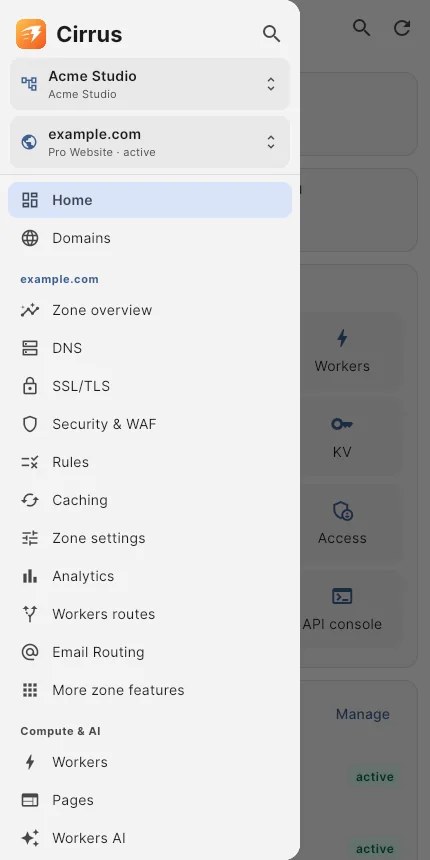 Cirrus
Acme Studio
Acme Studio
example.com
Pro Website · active
Home
Domains
example.com
Zone overview
DNS
SSL/TLS
Security & WAF
Rules
Caching
Zone settings
Analytics
Workers routes
Email Routing
More zone features
Compute & AI
Workers
Pages
Workers AI
Workers
KV
Access
API console
Manage
active
active